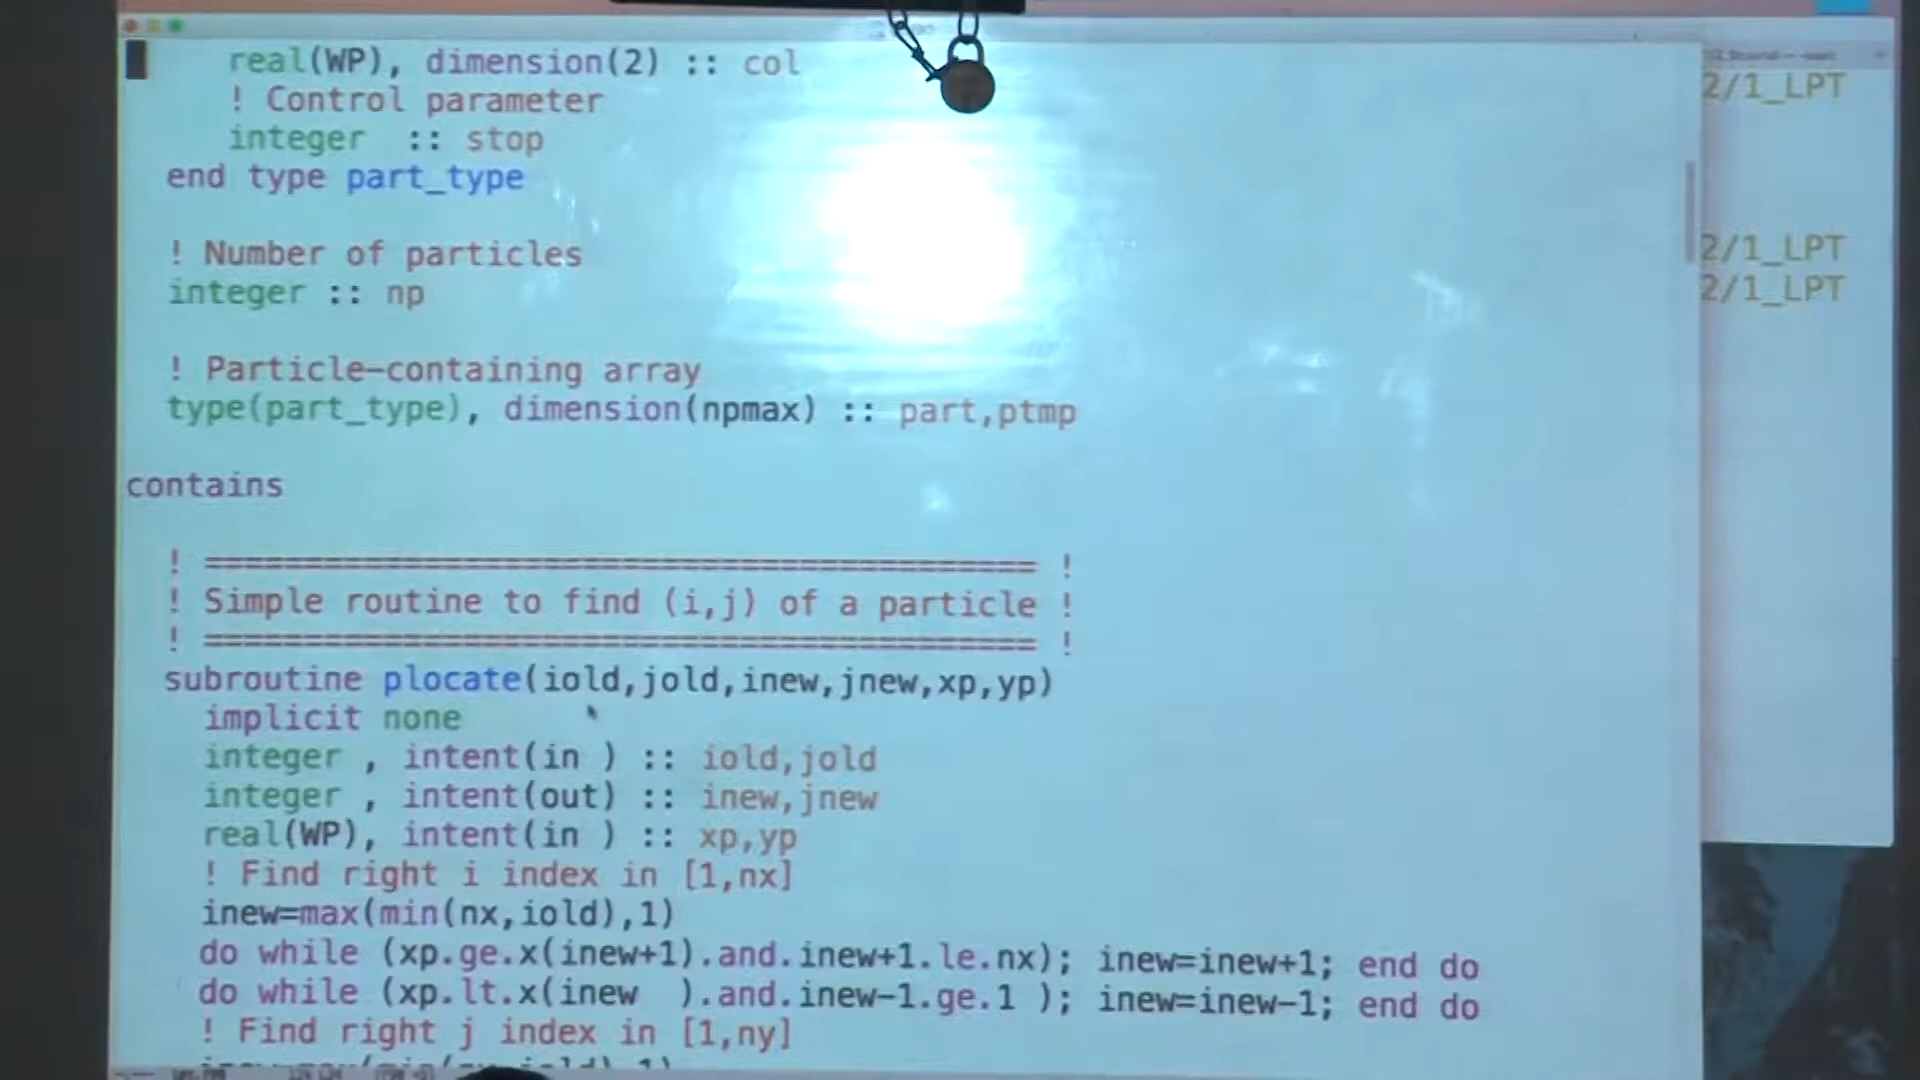 real(WP), dimension(2) :: col
! Control parameter
integer  :: stop
end type part_type
! Number of particles
integer :: np
! Particle-containing array
type(part_type), dimension(npmax) :: part,ptmp
contains
! ========================================== !
! Simple routine to find (i,j) of a particle !
! ========================================== !
subroutine plocate(iold,jold,inew,jnew,xp,yp)
implicit none
integer , intent(in ) :: iold,jold
integer , intent(out) :: inew,jnew
real(WP), intent(in ) :: xp,yp
! Find right i index in [1,nx]
inew=max(min(nx,iold),1)
do while (xp.ge.x(inew+1).and.inew+1.le.nx); inew=inew+1; end do
do while (xp.lt.x(inew  ).and.inew-1.ge.1 ); inew=inew-1; end do
! Find right j index in [1,ny]
2/1_LPT
2/1_LPT
2/1_LPT